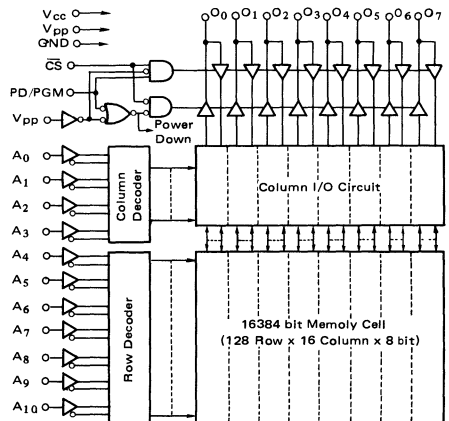 Vcc
Vpp
GND
CS
PD/PGM
Vpp
Power
Down
O0 O1 O2 O3 O4 O5 O6 O7
A0
A1
A2
A3
A4
A5
A6
A7
A8
A9
A10
Column
Decoder
Row Decoder
Column I/O Circuit
16384 bit Memoly Cell
(128 Row x 16 Column x 8 bit)